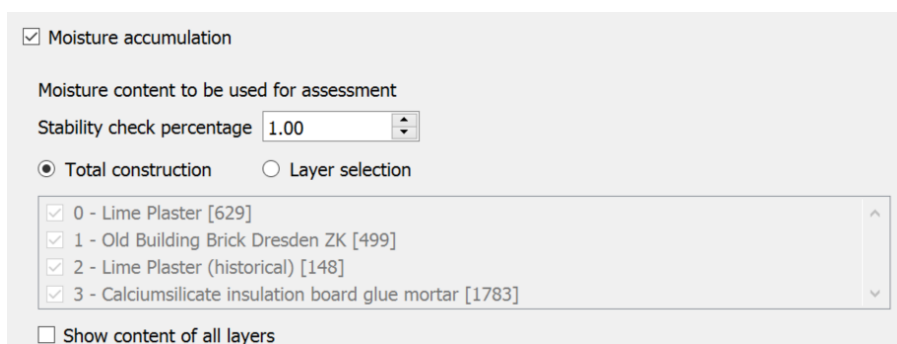 Moisture accumulation
Moisture content to be used for assessment
Stability check percentage 1.00
Total construction Layer selection
0 - Lime Plaster [629]
1 - Old Building Brick Dresden ZK [499]
2 - Lime Plaster (historical) [148]
3 - Calciumsilicate insulation board glue mortar [1783]
Show content of all layers